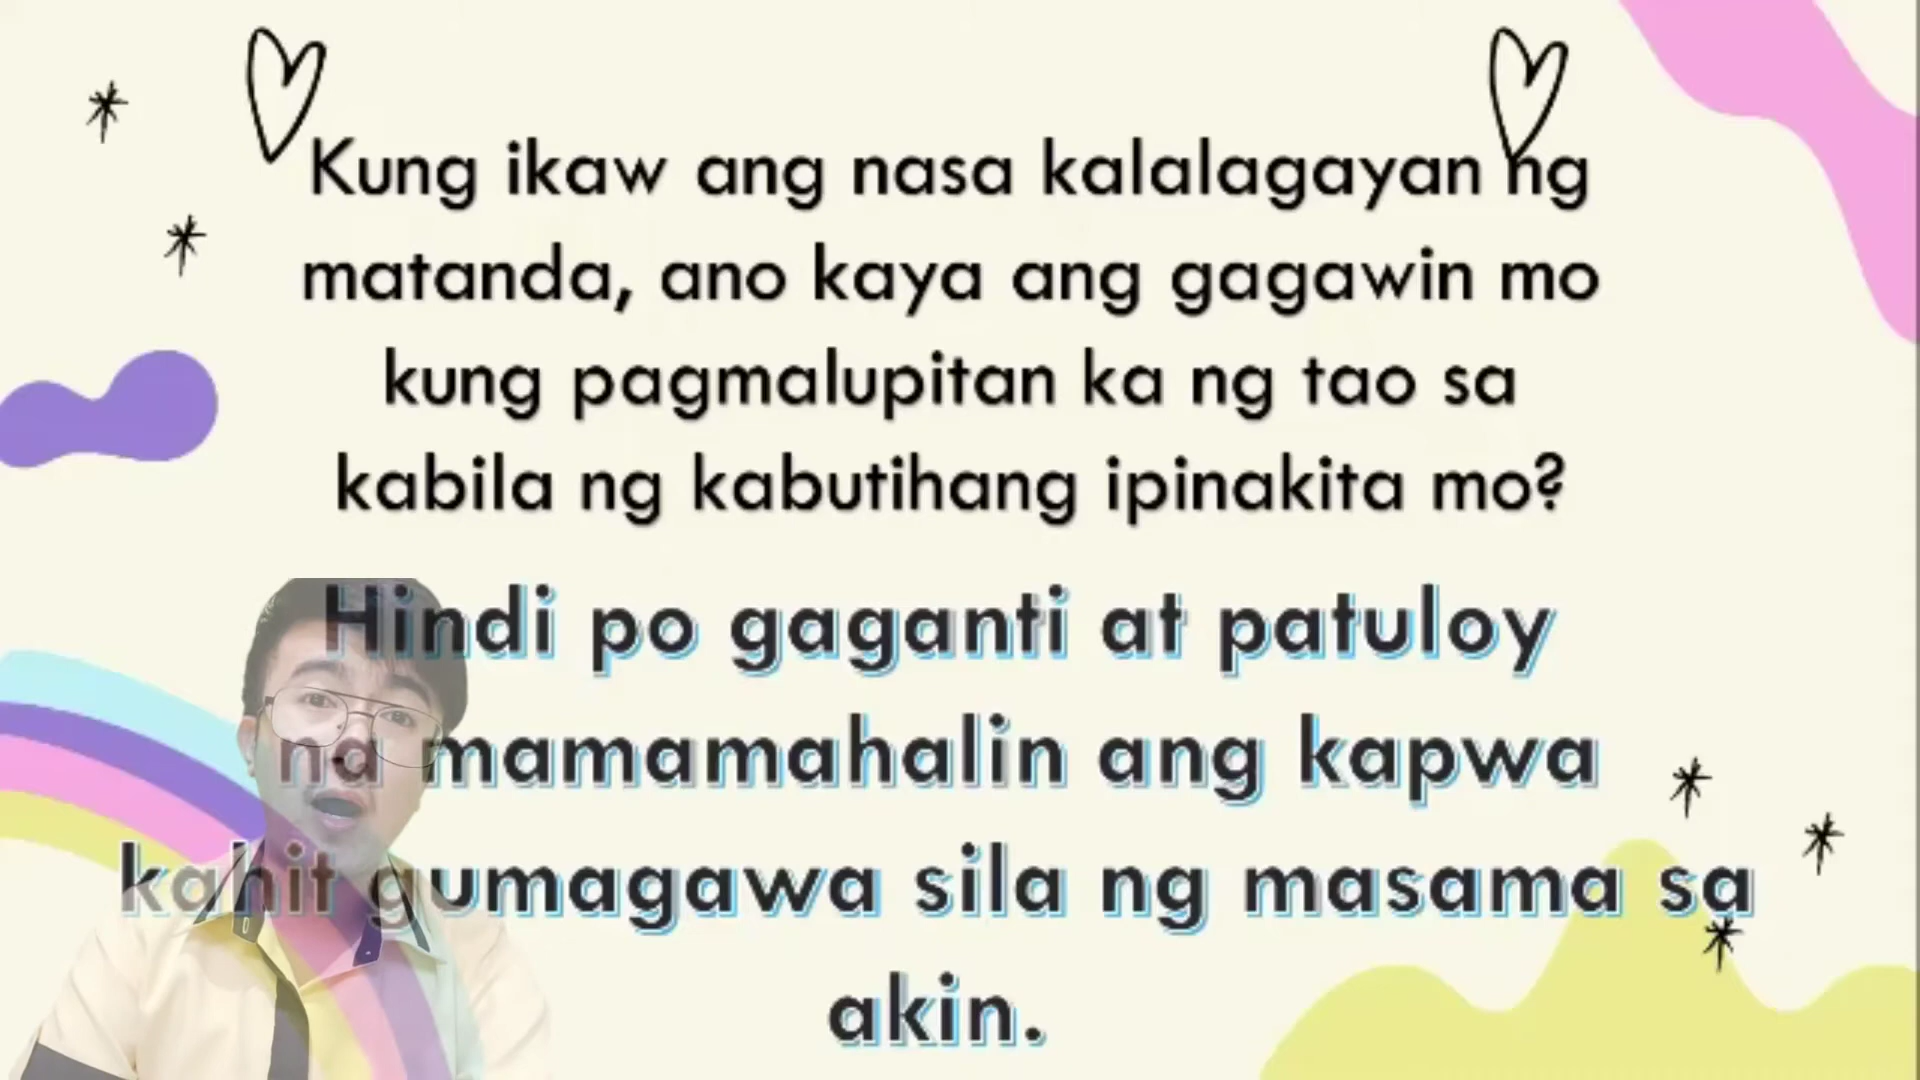 Kung ikaw ang nasa kalalagayan ng
matanda, ano kaya ang gagawin mo
kung pagmalupitan ka ng tao sa
kabila ng kabutihang ipinakita mo?
Hindi po gaganti at patuloy
na mamamahalin ang kapwa
kahit gumagawa sila ng masama sa
akin.